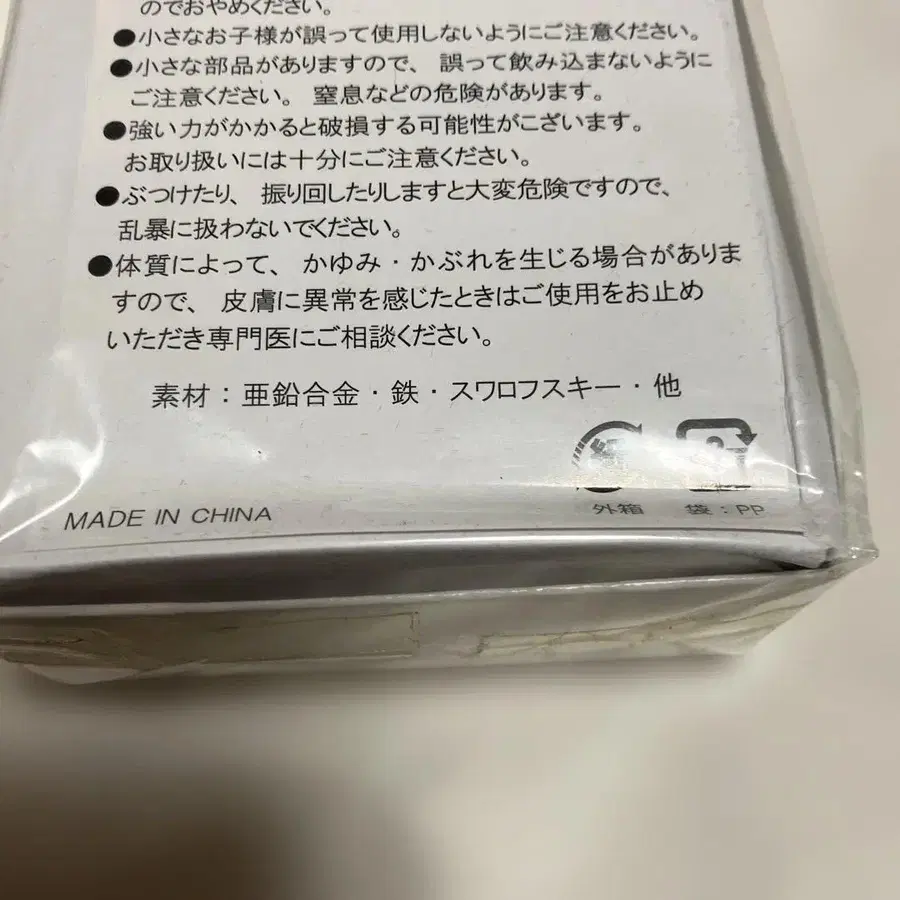 のでおやめください。
●小さなお子様が誤って使用しないようにご注意ください。
●小さな部品がありますので、 誤って飲み込まないように
ご注意ください。 窒息などの危険があります。
●強い力がかかると破損する可能性がこざいます。
お取り扱いには十分にご注意ください。
●ぶつけたり、 振り回したりしますと大変危険ですので、
乱暴に扱わないでください。
●体質によって、 かゆみ・かぶれを生じる場合がありま
すので、 皮膚に異常を感じたときはご使用をお止め
いただき専門医にご相談ください。
素材：亜鉛合金・鉄・スワロフスキー・他
MADE IN CHINA
外箱 袋：PP